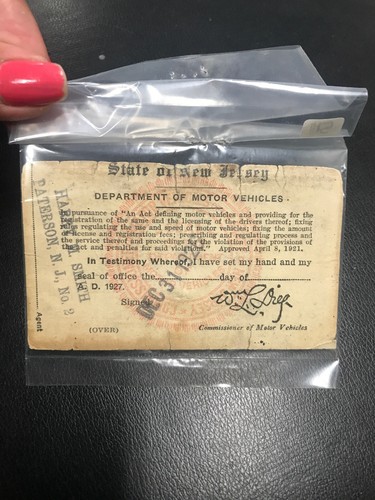 State of New Jersey
DEPARTMENT OF MOTOR VEHICLES
pursuance of "An Act defining motor vehicles and providing for the
registration of the same and the licensing of the drivers thereof; fixing
rules regulating the use and speed of motor vehicles; fixing the amount
of license and registration fees; prescribing and regulating process and
the service thereof and proceedings for the violation of the provisions of
the act and penalties for said violations." Approved April 8, 1921.
In Testimony Whereof, I have set my hand and my
seal of office the day of
A. D. 1927.
Signed
Commissioner of Motor Vehicles
(OVER)
SMITH
PATERSON, N. J. No. 2
Agent
DEC 31